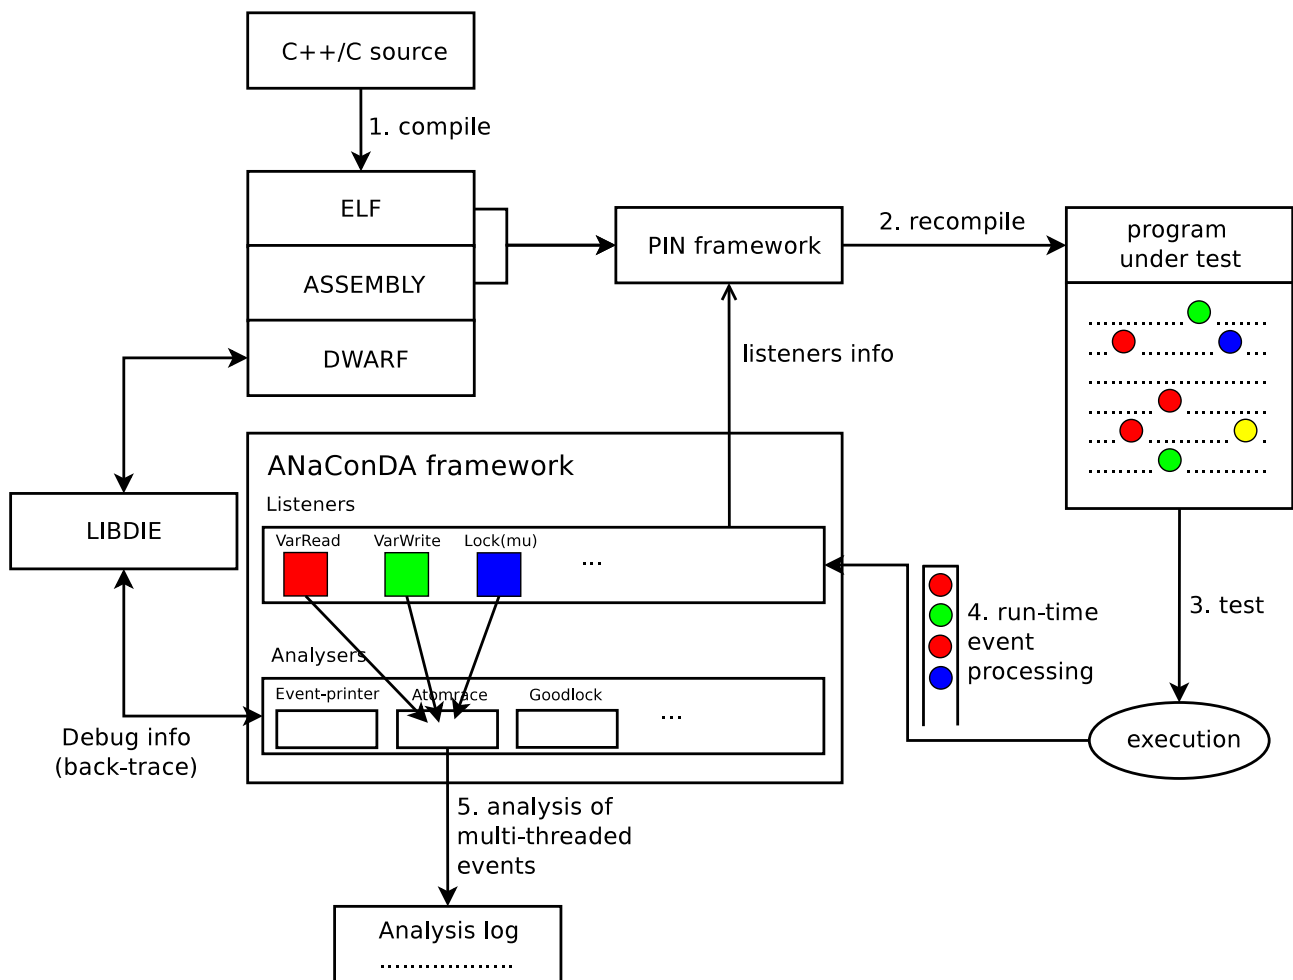 C++/C source
1. compile
ELF
ASSEMBLY
DWARF
PIN framework
2. recompile
program
under test
listeners info
ANaConDA framework
Listeners
VarRead
VarWrite
Lock(mu)
...
LIBDIE
Analysers
Event-printer
Atomrace
Goodlock
...
Debug info
(back-trace)
3. test
4. run-time
event
processing
execution
5. analysis of
multi-threaded
events
Analysis log
..................